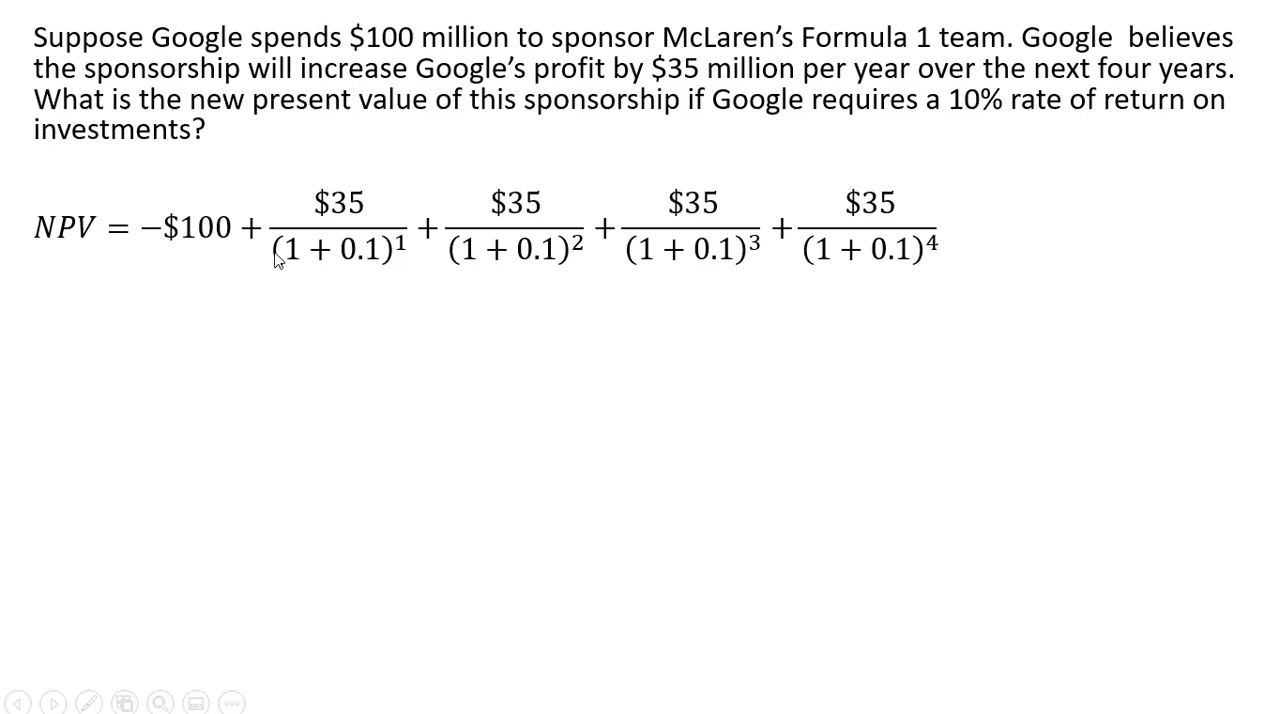 Suppose Google spends $100 million to sponsor McLaren’s Formula 1 team. Google  believes
the sponsorship will increase Google’s profit by $35 million per year over the next four years.
What is the new present value of this sponsorship if Google requires a 10% rate of return on
investments?
𝑁𝑃𝑉 = −$100 + $35/(1 + 0.1)¹ + $35/(1 + 0.1)² + $35/(1 + 0.1)³ + $35/(1 + 0.1)⁴